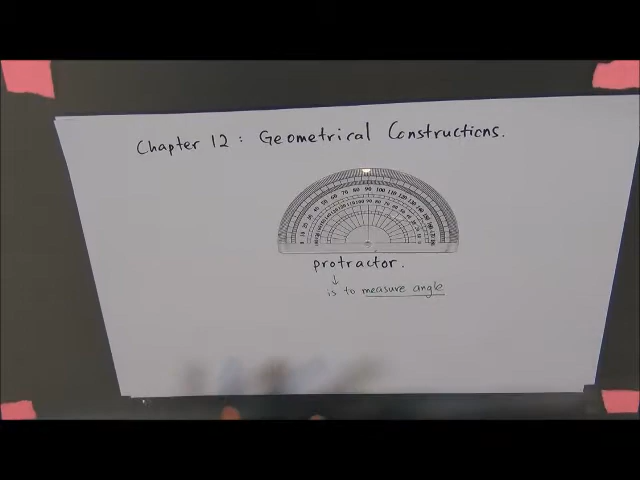 Chapter 12 : Geometrical Constructions.
protractor.
↓
is to measure angle